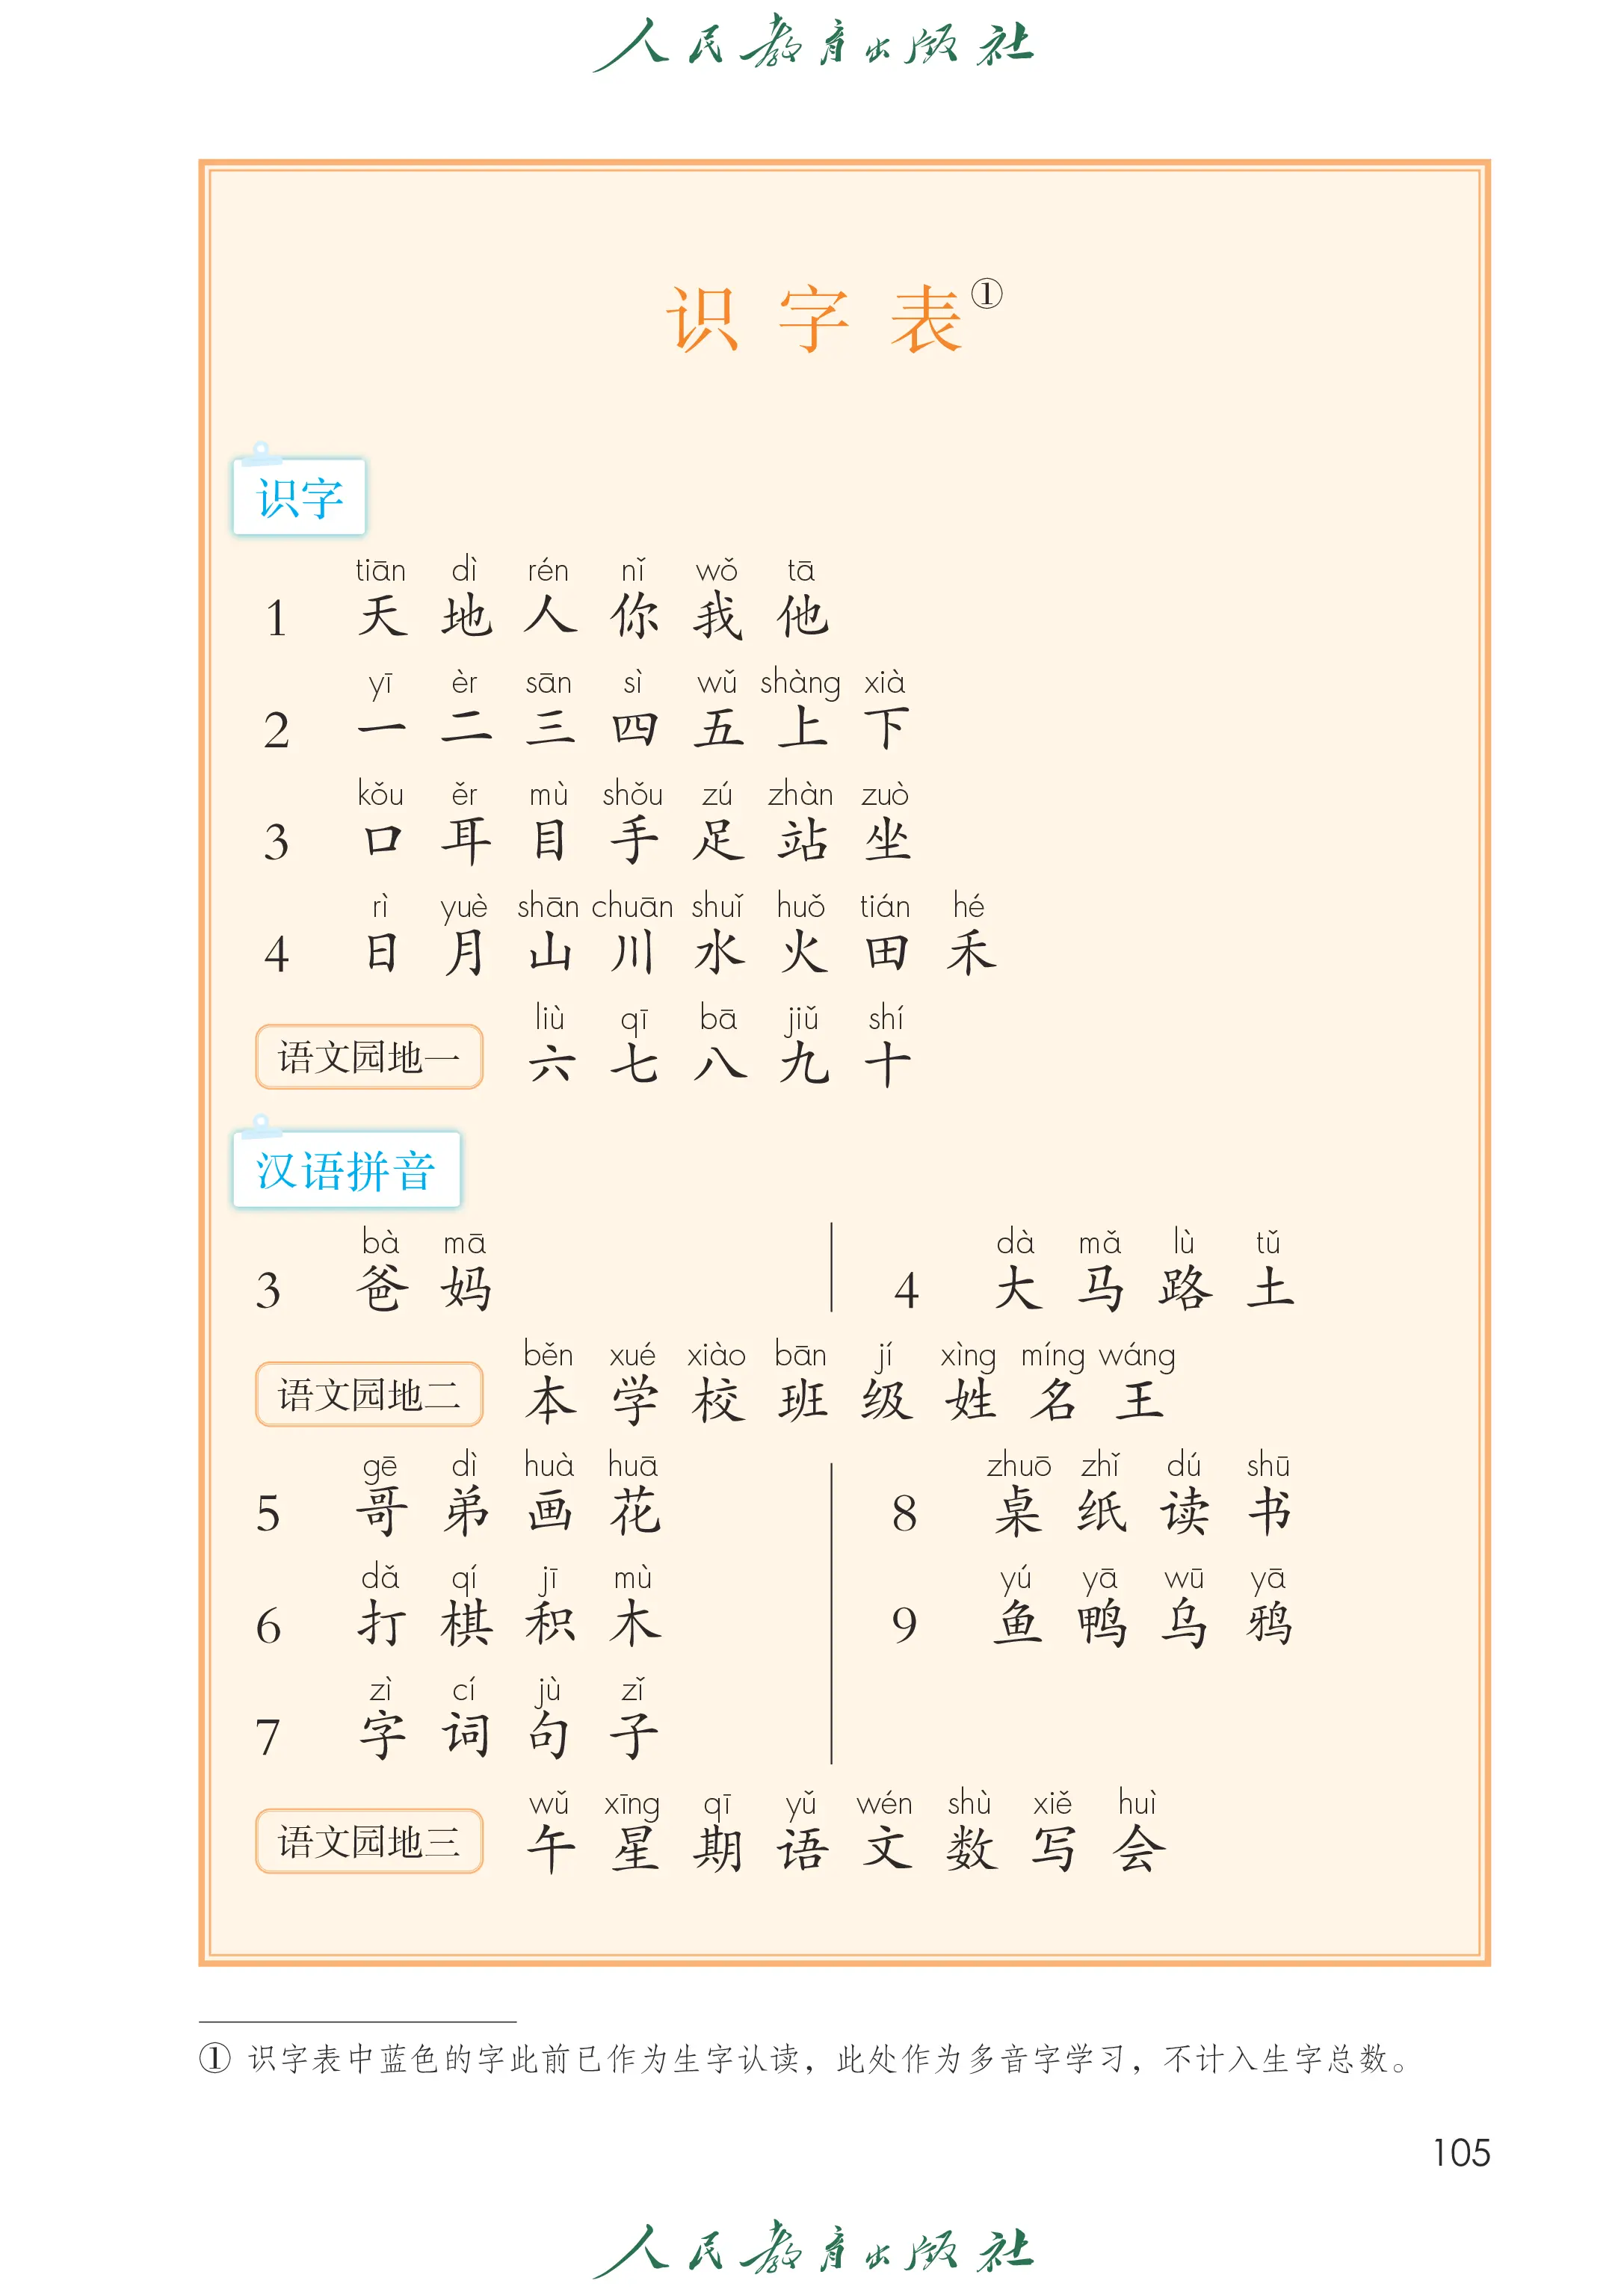 人民教育出版社
识字表①
识字
tiān dì rén nǐ wǒ tā
1 天 地 人 你 我 他
yī èr sān sì wǔ shàng xià
2 一 二 三 四 五 上 下
kǒu ěr mù shǒu zú zhàn zuò
3 口 耳 目 手 足 站 坐
rì yuè shān chuān shuǐ huǒ tián hé
4 日 月 山 川 水 火 田 禾
liù qī bā jiǔ shí
语文园地一 六 七 八 九 十
汉语拼音
bà mā
3 爸 妈
dà mǎ lù tǔ
4 大 马 路 土
běn xué xiào bān jí xìng míng wáng
语文园地二 本 学 校 班 级 姓 名 王
gē dì huà huā
5 哥 弟 画 花
dǎ qí jī mù
6 打 棋 积 木
zì cí jù zǐ
7 字 词 句 子
zhuō zhǐ dú shū
8 桌 纸 读 书
yú yā wū yā
9 鱼 鸭 乌 鸦
wǔ xīng qī yǔ wén shù xiě huì
语文园地三 午 星 期 语 文 数 写 会
① 识字表中蓝色的字此前已作为生字认读，此处作为多音字学习，不计入生字总数。
105
人民教育出版社